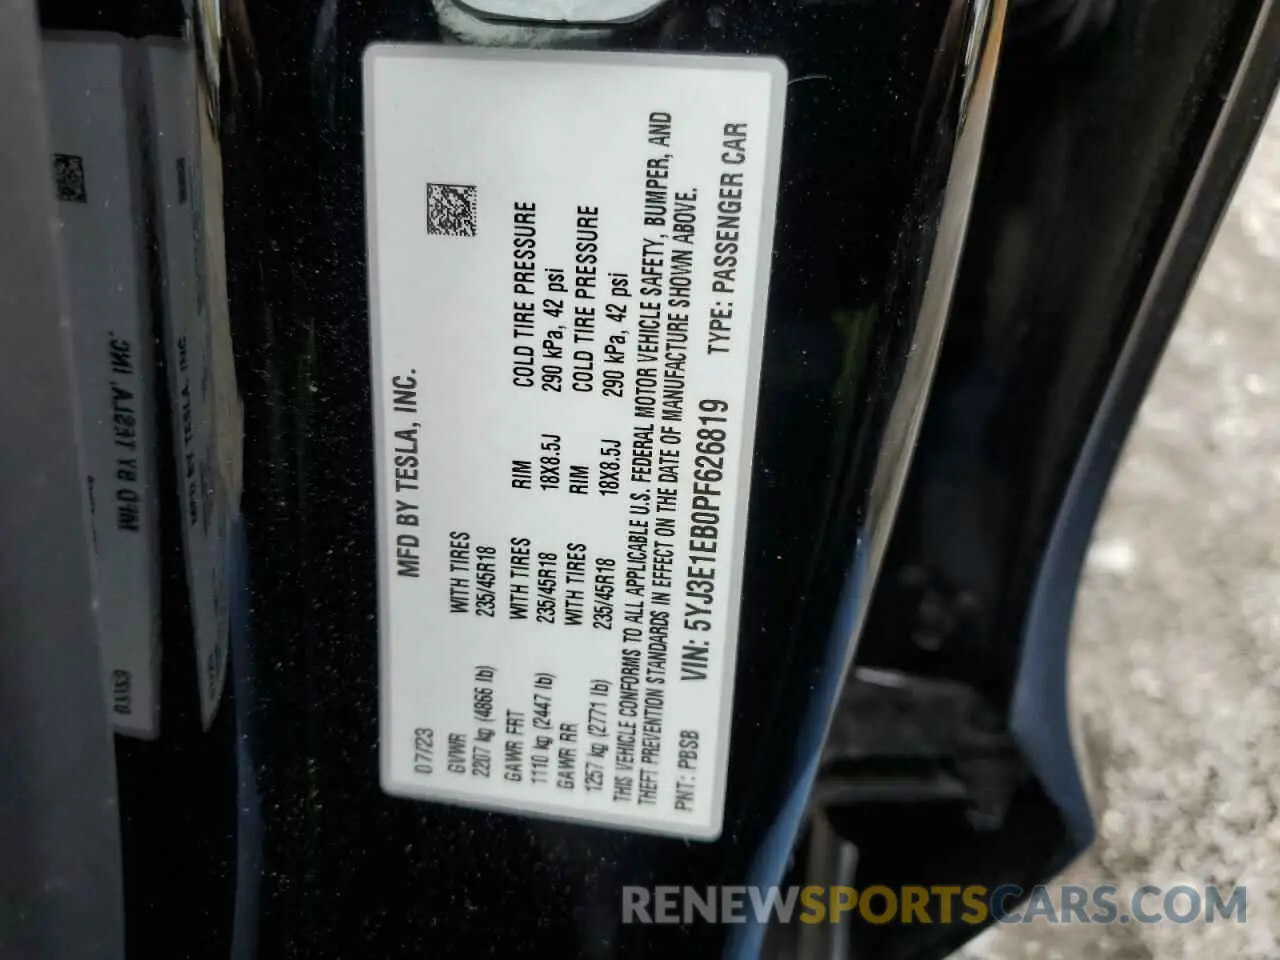 MFD BY TESLA, INC.
07/23
GVWR WITH TIRES
2207 kg (4866 lb) 235/45R18
GAWR FRT WITH TIRES RIM COLD TIRE PRESSURE
1110 kg (2447 lb) 235/45R18 18X8.5J 290 kPa, 42 psi
GAWR RR WITH TIRES RIM COLD TIRE PRESSURE
1257 kg (2771 lb) 235/45R18 18X8.5J 290 kPa, 42 psi
THIS VEHICLE CONFORMS TO ALL APPLICABLE U.S. FEDERAL MOTOR VEHICLE SAFETY, BUMPER, AND
THEFT PREVENTION STANDARDS IN EFFECT ON THE DATE OF MANUFACTURE SHOWN ABOVE.
PNT: PBSB VIN: 5YJ3E1EB0PF626819 TYPE: PASSENGER CAR
RENEWSPORTSCARS.COM